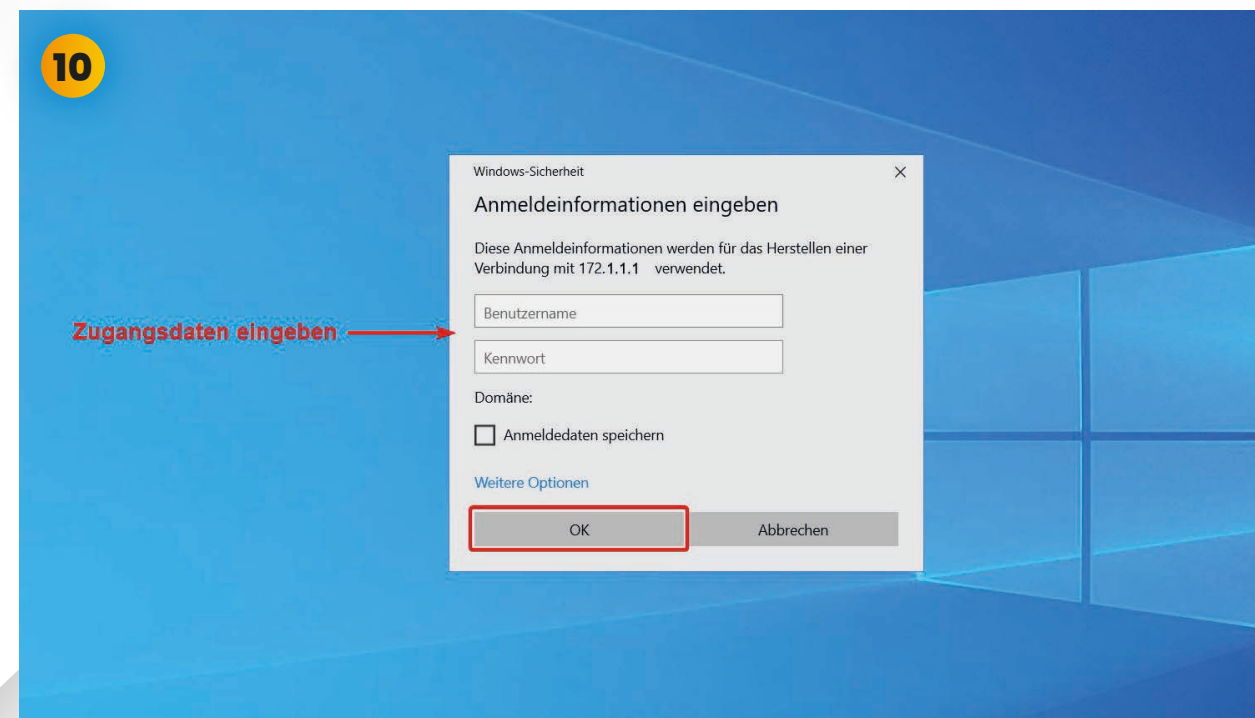 10
Windows-Sicherheit
Anmeldeinformationen eingeben
Diese Anmeldeinformationen werden für das Herstellen einer
Verbindung mit 172.1.1.1 verwendet.
Benutzername
Zugangsdaten eingeben
Kennwort
Domäne:
Anmeldedaten speichern
Weitere Optionen
OK
Abbrechen